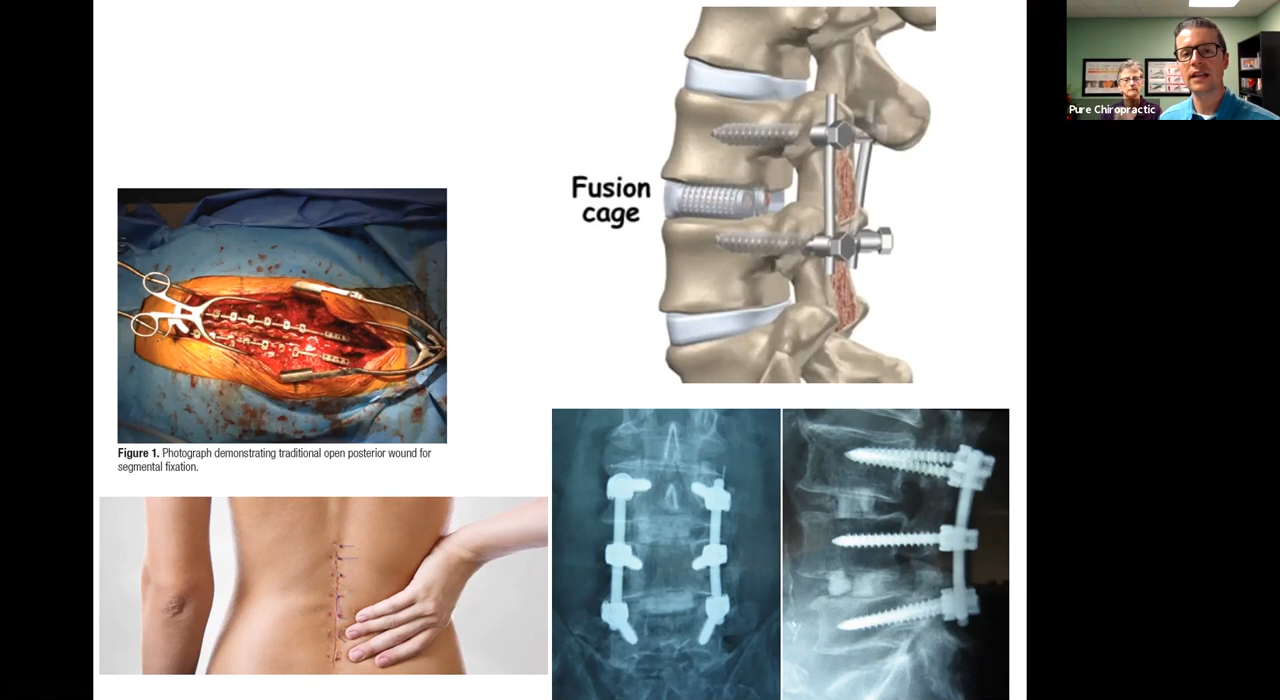 Pure Chiropractic
Fusion
cage
Figure 1. Photograph demonstrating traditional open posterior wound for
segmental fixation.